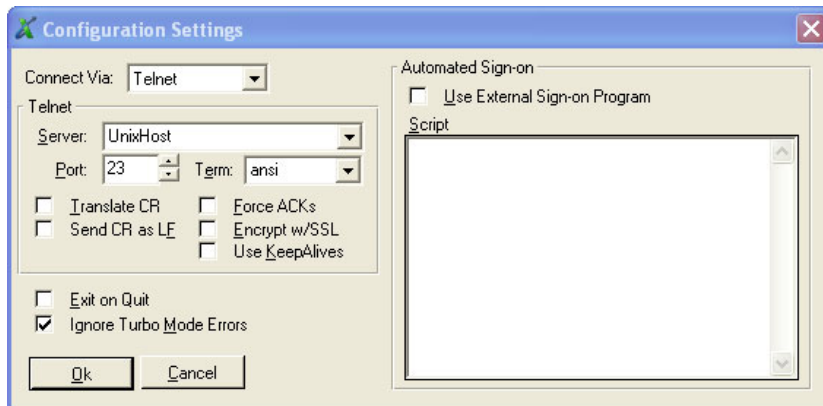 Configuration Settings
Connect Via: Telnet
Telnet
Server: UnixHost
Port: 23 Term: ansi
Translate CR Force ACKs
Send CR as LF Encrypt w/SSL
Use KeepAlives
Exit on Quit
Ignore Turbo Mode Errors
Ok Cancel
Automated Sign-on
Use External Sign-on Program
Script